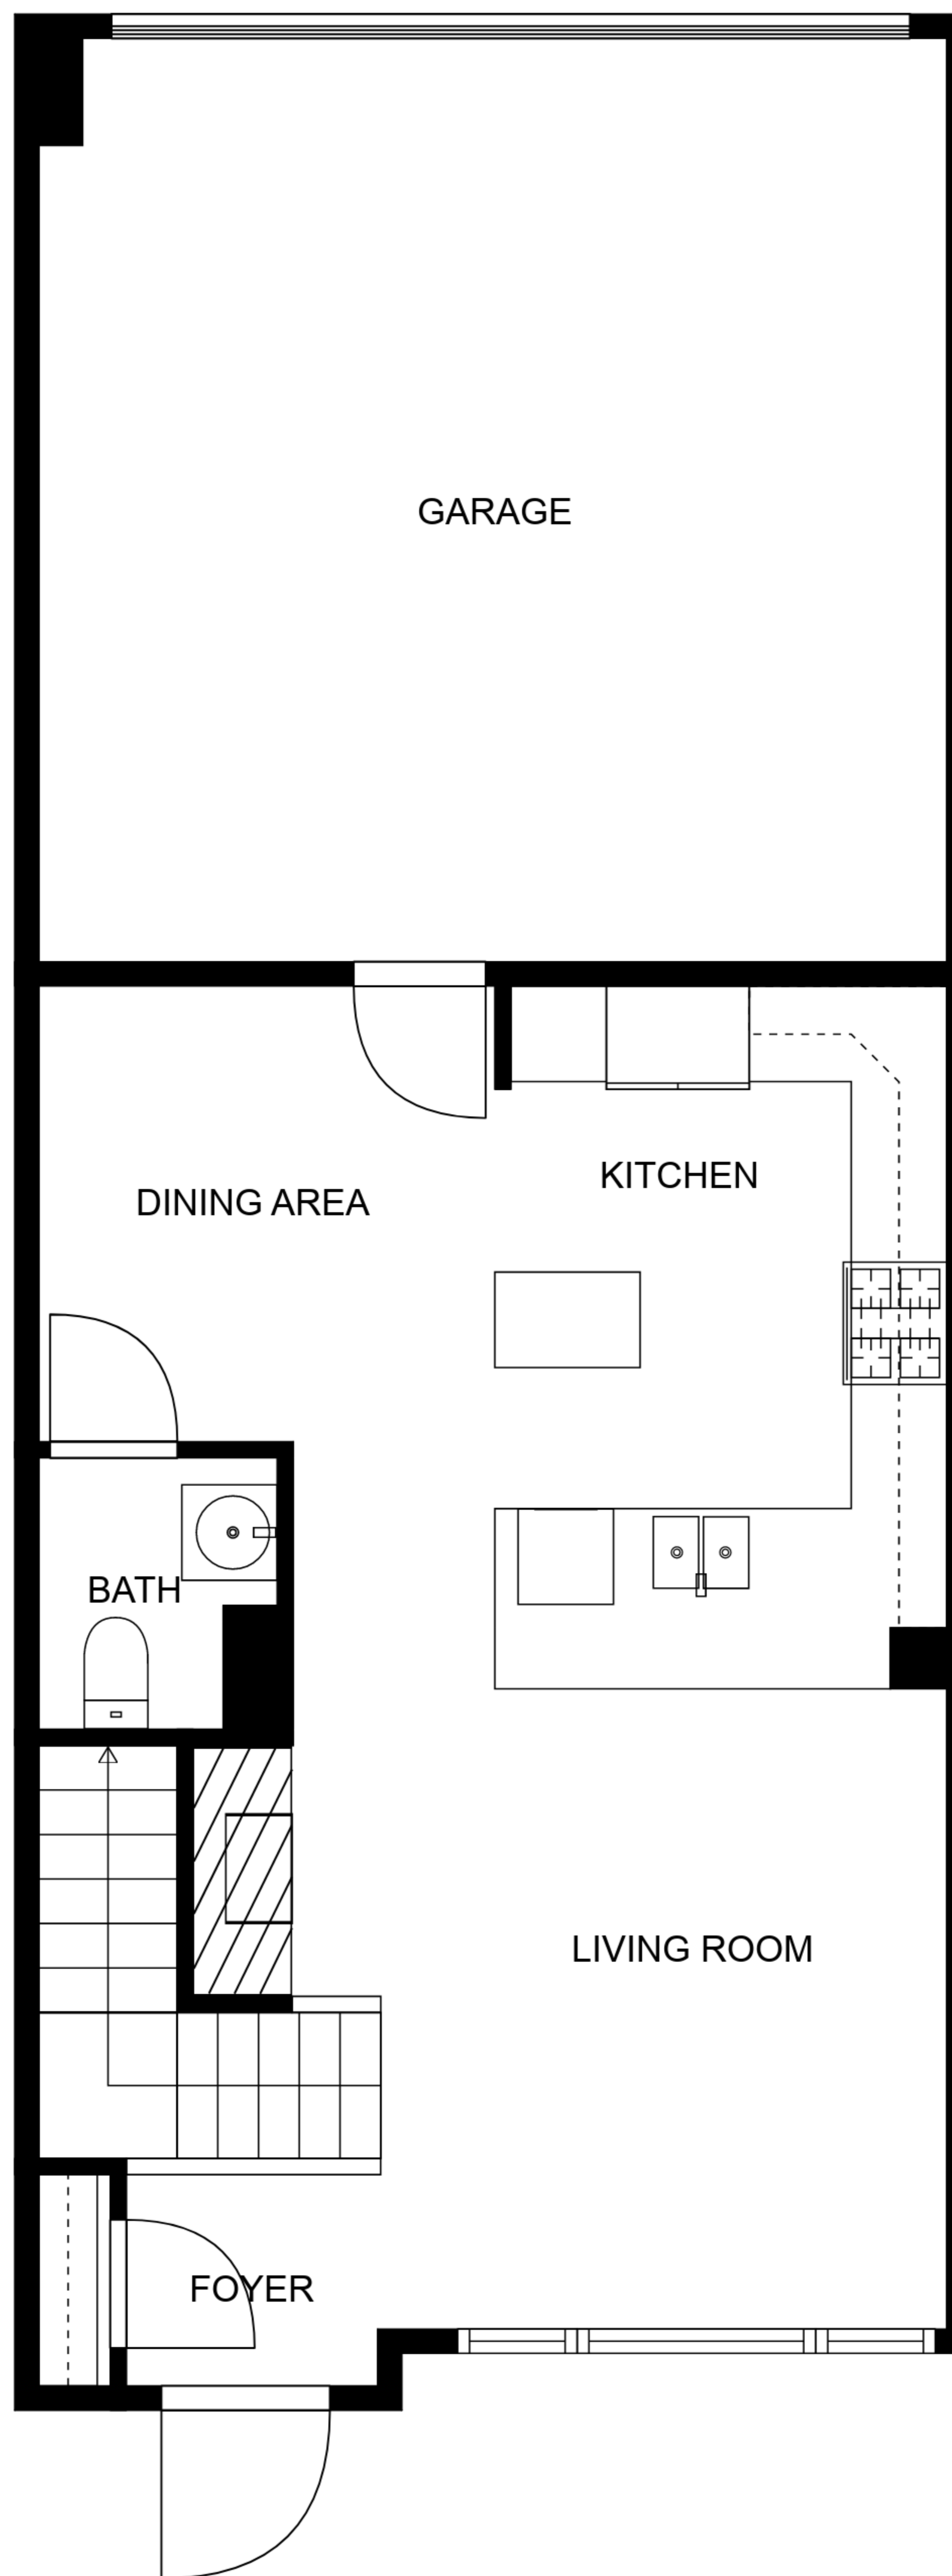 GARAGE
KITCHEN
DINING AREA
BATH
LIVING ROOM
FOYER